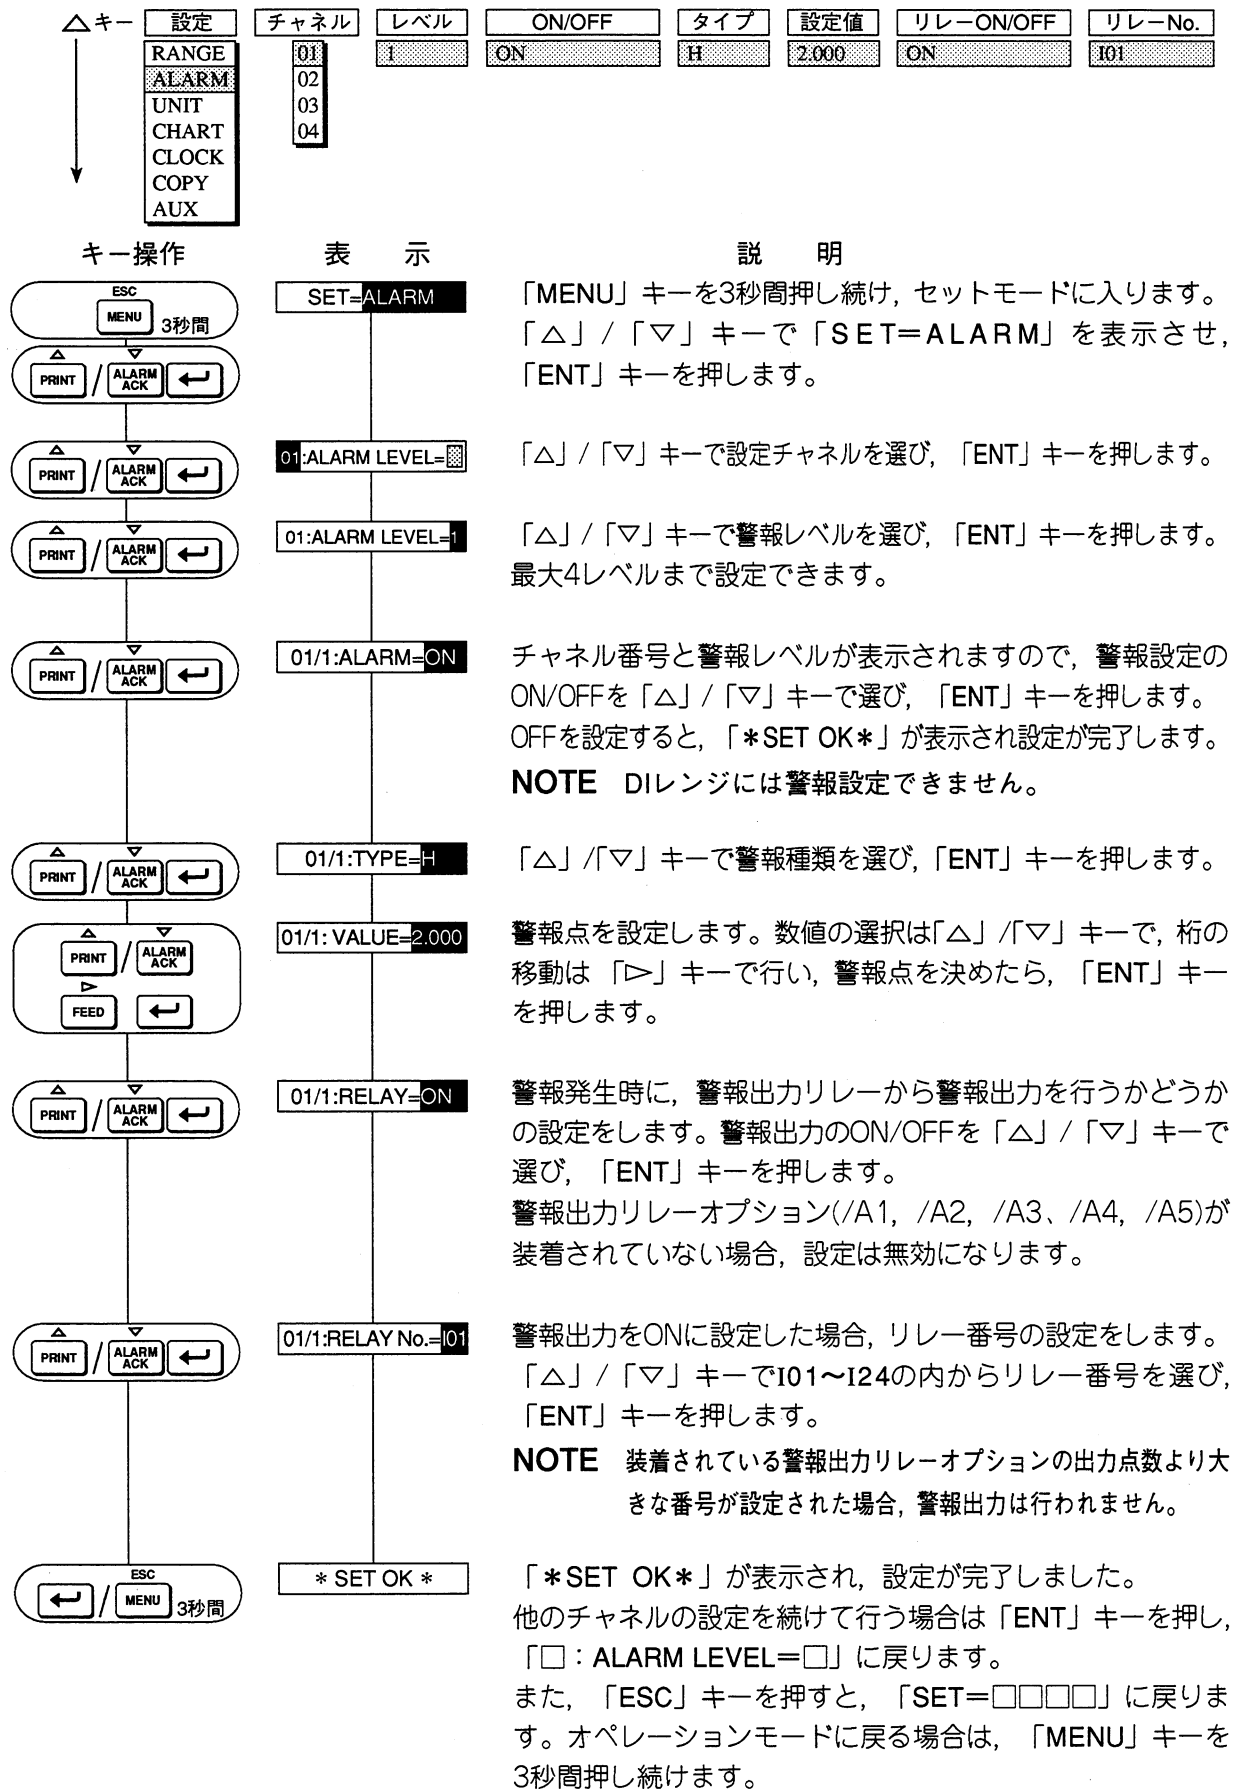 △キー 設定 チャネル レベル ON/OFF タイプ 設定値 リレーON/OFF リレーNo.
RANGE 01 1 ON H 2.000 ON I01
ALARM 02
UNIT 03
CHART 04
CLOCK
COPY
AUX
キー操作 表 示 説 明
ESC
MENU 3秒間
SET=ALARM
「MENU」キーを3秒間押し続け, セットモードに入ります。
「△」/「▽」キーで「SET=ALARM」を表示させ,
「ENT」キーを押します。
△ ▽
PRINT / ALARM ACK ↵
△ ▽
PRINT / ALARM ACK ↵
01:ALARM LEVEL=
「△」/「▽」キーで設定チャネルを選び, 「ENT」キーを押します。
△ ▽
PRINT / ALARM ACK ↵
01:ALARM LEVEL=1
「△」/「▽」キーで警報レベルを選び, 「ENT」キーを押します。
最大4レベルまで設定できます。
△ ▽
PRINT / ALARM ACK ↵
01/1:ALARM=ON
チャネル番号と警報レベルが表示されますので, 警報設定の
ON/OFFを「△」/「▽」キーで選び, 「ENT」キーを押します。
OFFを設定すると, 「*SET OK*」が表示され設定が完了します。
NOTE DIレンジには警報設定できません。
△ ▽
PRINT / ALARM ACK ↵
01/1:TYPE=H
「△」/「▽」キーで警報種類を選び,「ENT」キーを押します。
△ ▽
PRINT / ALARM ACK
▷
FEED ↵
01/1: VALUE=2.000
警報点を設定します。数値の選択は「△」/「▽」キーで, 桁の
移動は 「▷」キーで行い, 警報点を決めたら, 「ENT」キー
を押します。
△ ▽
PRINT / ALARM ACK ↵
01/1:RELAY=ON
警報発生時に, 警報出力リレーから警報出力を行うかどうか
の設定をします。警報出力のON/OFFを「△」/「▽」キーで
選び, 「ENT」キーを押します。
警報出力リレーオプション(/A1, /A2, /A3、/A4, /A5)が
装着されていない場合, 設定は無効になります。
△ ▽
PRINT / ALARM ACK ↵
01/1:RELAY No.=I01
警報出力をONに設定した場合, リレー番号の設定をします。
「△」/「▽」キーでI01～I24の内からリレー番号を選び,
「ENT」キーを押します。
NOTE 装着されている警報出力リレーオプションの出力点数より大
きな番号が設定された場合, 警報出力は行われません。
ESC
↵ / MENU 3秒間
* SET OK *
「*SET OK*」が表示され, 設定が完了しました。
他のチャネルの設定を続けて行う場合は「ENT」キーを押し,
「□：ALARM LEVEL=□」に戻ります。
また, 「ESC」キーを押すと, 「SET=□□□□」に戻りま
す。オペレーションモードに戻る場合は, 「MENU」キーを
3秒間押し続けます。